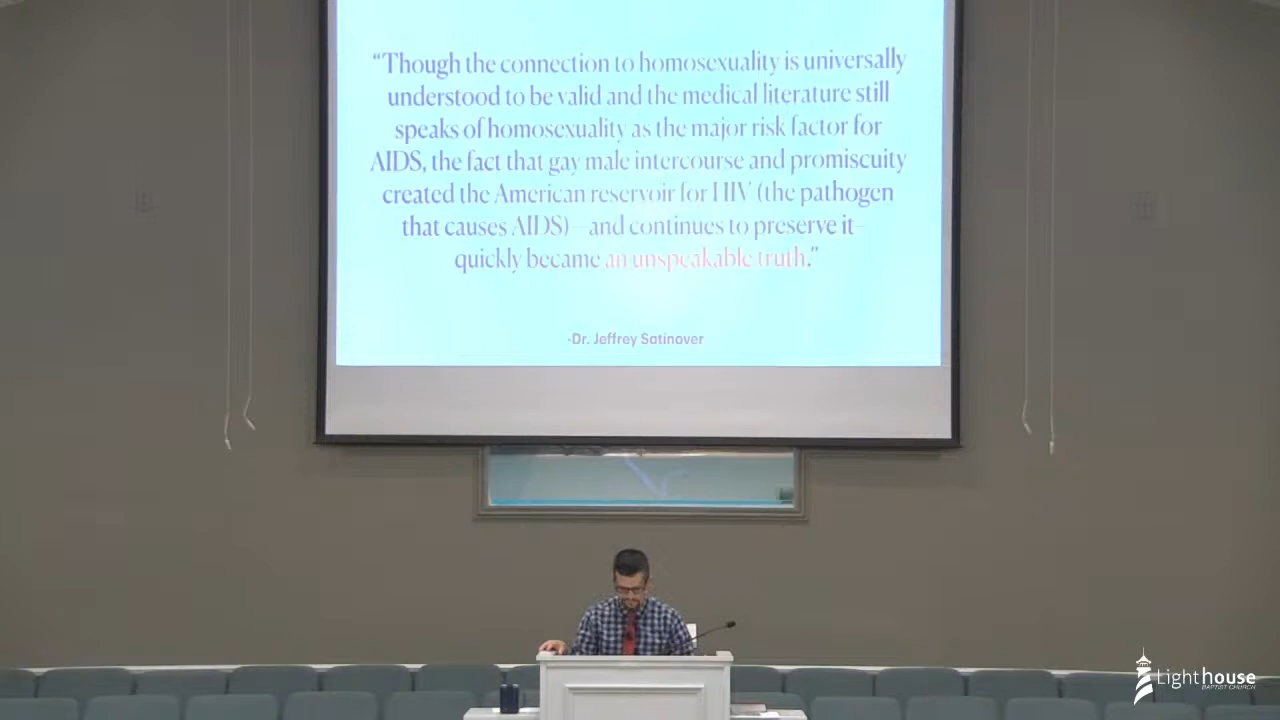 “Though the connection to homosexuality is universally
understood to be valid and the medical literature still
speaks of homosexuality as the major risk factor for
AIDS, the fact that gay male intercourse and promiscuity
created the American reservoir for HIV (the pathogen
that causes AIDS)—and continues to preserve it—
quickly became an unspeakable truth.”
-Dr. Jeffrey Satinover
Lighthouse
BAPTIST CHURCH